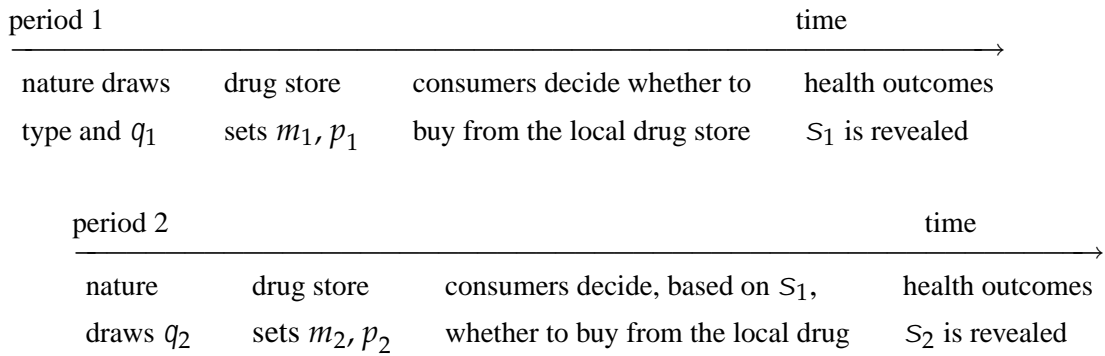 period 1 time
nature draws drug store consumers decide whether to health outcomes
type and q₁ sets m₁, p₁ buy from the local drug store S₁ is revealed
period 2 time
nature drug store consumers decide, based on S₁, health outcomes
draws q₂ sets m₂, p₂ whether to buy from the local drug S₂ is revealed